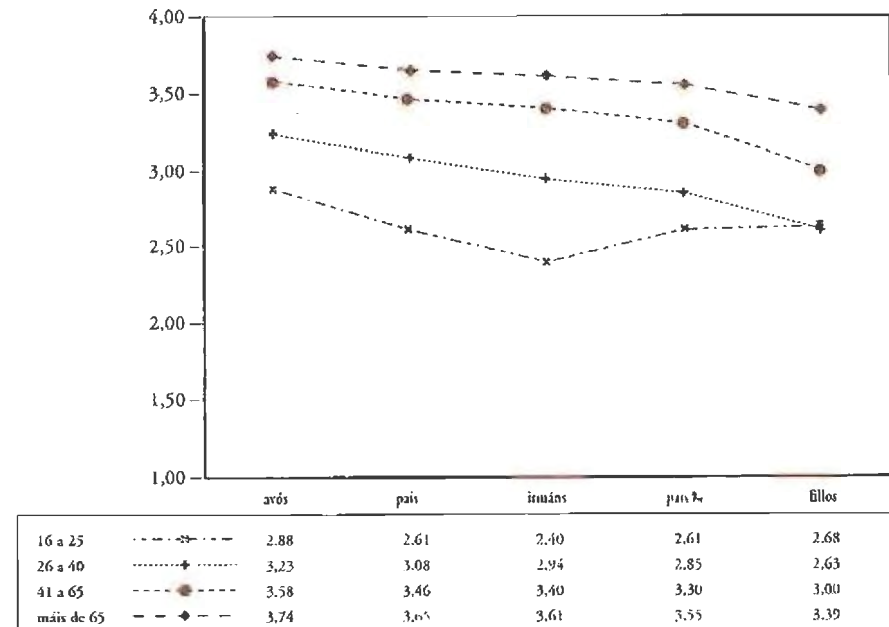 4,00
3,50
3,00
2,50
2,00
1,50
1,00
avós pais irmáns fillos
16 a 25 2.88 2.61 2.40 2.61 2.68
26 a 40 3,23 3.08 2.94 2.85 2,63
41 a 65 3.58 3.46 3,40 3.30 3.00
máis de 65 3,74 3.65 3.61 3.55 3.39